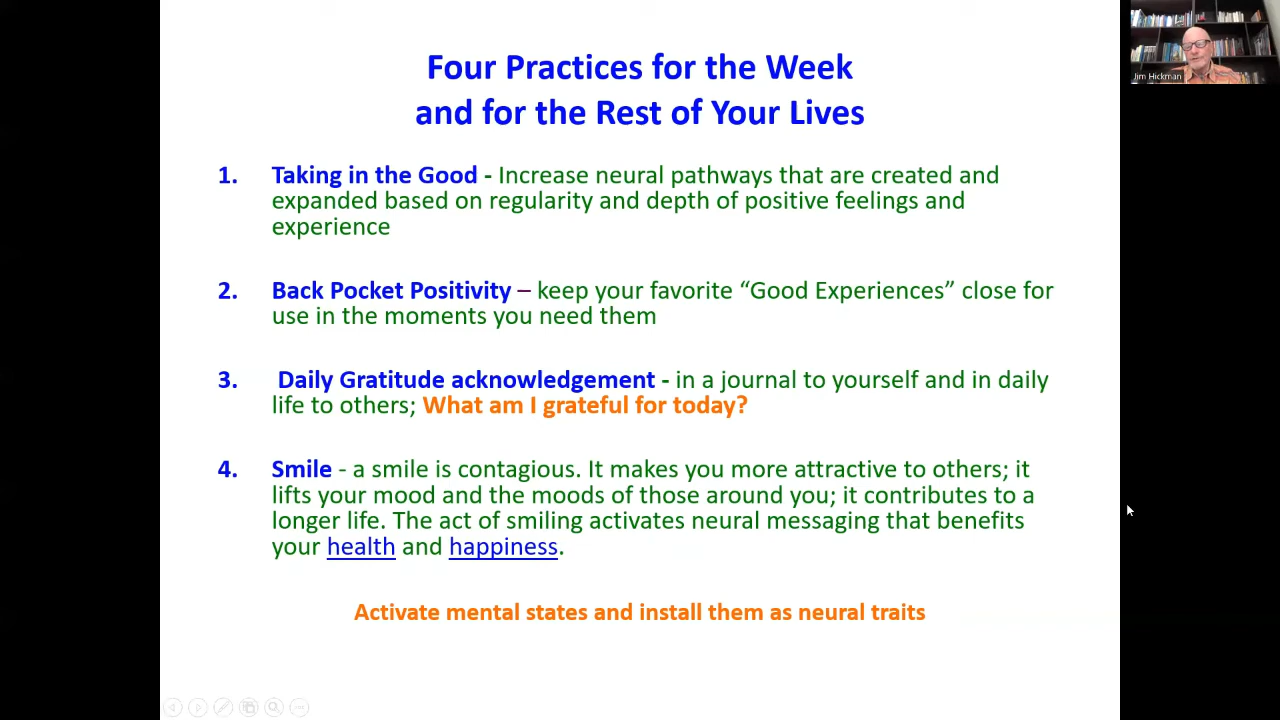 Four Practices for the Week
and for the Rest of Your Lives
1. Taking in the Good - Increase neural pathways that are created and
expanded based on regularity and depth of positive feelings and
experience
2. Back Pocket Positivity – keep your favorite “Good Experiences” close for
use in the moments you need them
3. Daily Gratitude acknowledgement - in a journal to yourself and in daily
life to others; What am I grateful for today?
4. Smile - a smile is contagious. It makes you more attractive to others; it
lifts your mood and the moods of those around you; it contributes to a
longer life. The act of smiling activates neural messaging that benefits
your health and happiness.
Activate mental states and install them as neural traits
Jim Hickman